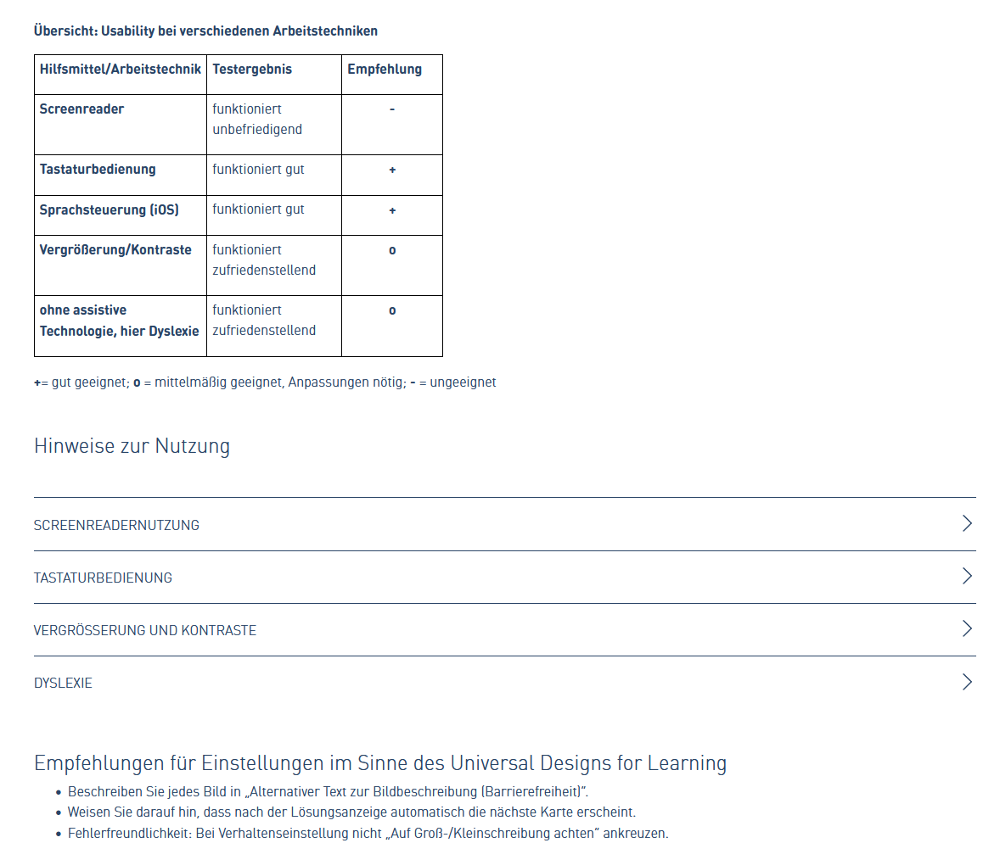 Übersicht: Usability bei verschiedenen Arbeitstechniken
Hilfsmittel/Arbeitstechnik Testergebnis Empfehlung
Screenreader funktioniert -
unbefriedigend
Tastaturbedienung funktioniert gut +
Sprachsteuerung (iOS) funktioniert gut +
Vergrößerung/Kontraste funktioniert o
zufriedenstellend
ohne assistive funktioniert o
Technologie, hier Dyslexie zufriedenstellend
+= gut geeignet; o = mittelmäßig geeignet, Anpassungen nötig; - = ungeeignet
Hinweise zur Nutzung
SCREENREADERNUTZUNG
TASTATURBEDIENUNG
VERGRÖSSERUNG UND KONTRASTE
DYSLEXIE
Empfehlungen für Einstellungen im Sinne des Universal Designs for Learning
• Beschreiben Sie jedes Bild in „Alternativer Text zur Bildbeschreibung (Barrierefreiheit)“.
• Weisen Sie darauf hin, dass nach der Lösungsanzeige automatisch die nächste Karte erscheint.
• Fehlerfreundlichkeit: Bei Verhaltenseinstellung nicht „Auf Groß-/Kleinschreibung achten“ ankreuzen.